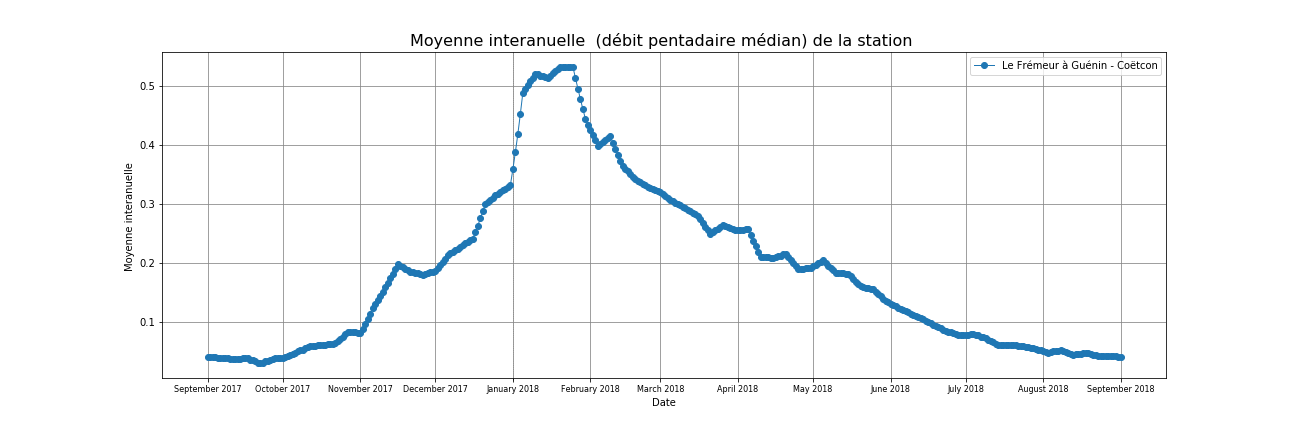 Moyenne interanuelle  (débit pentadaire médian) de la station
Le Frémeur à Guénin - Coëtcon
Moyenne interanuelle
0.5
0.4
0.3
0.2
0.1
September 2017 October 2017 November 2017 December 2017 January 2018 February 2018 March 2018 April 2018 May 2018 June 2018 July 2018 August 2018 September 2018
Date